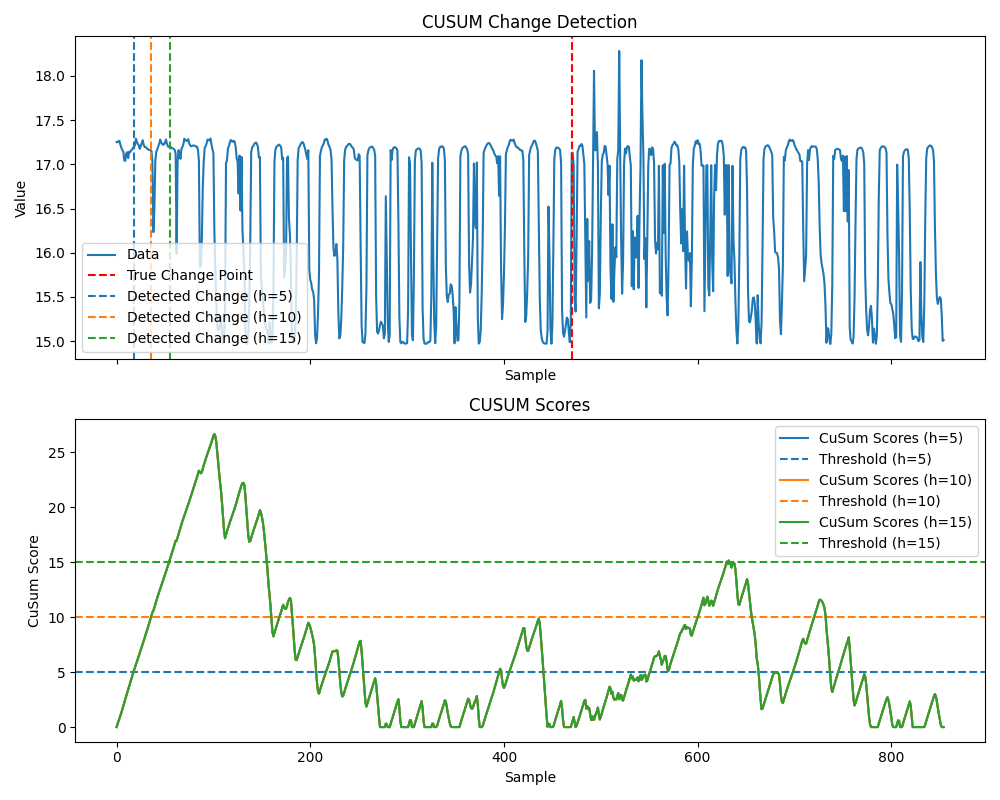 CUSUM Change Detection
Value
18.0
17.5
17.0
16.5
16.0
15.5
15.0
Data
True Change Point
Detected Change (h=5)
Detected Change (h=10)
Detected Change (h=15)
Sample
CUSUM Scores
CuSum Score
25
20
15
10
5
0
CuSum Scores (h=5)
Threshold (h=5)
CuSum Scores (h=10)
Threshold (h=10)
CuSum Scores (h=15)
Threshold (h=15)
0 200 400 600 800
Sample